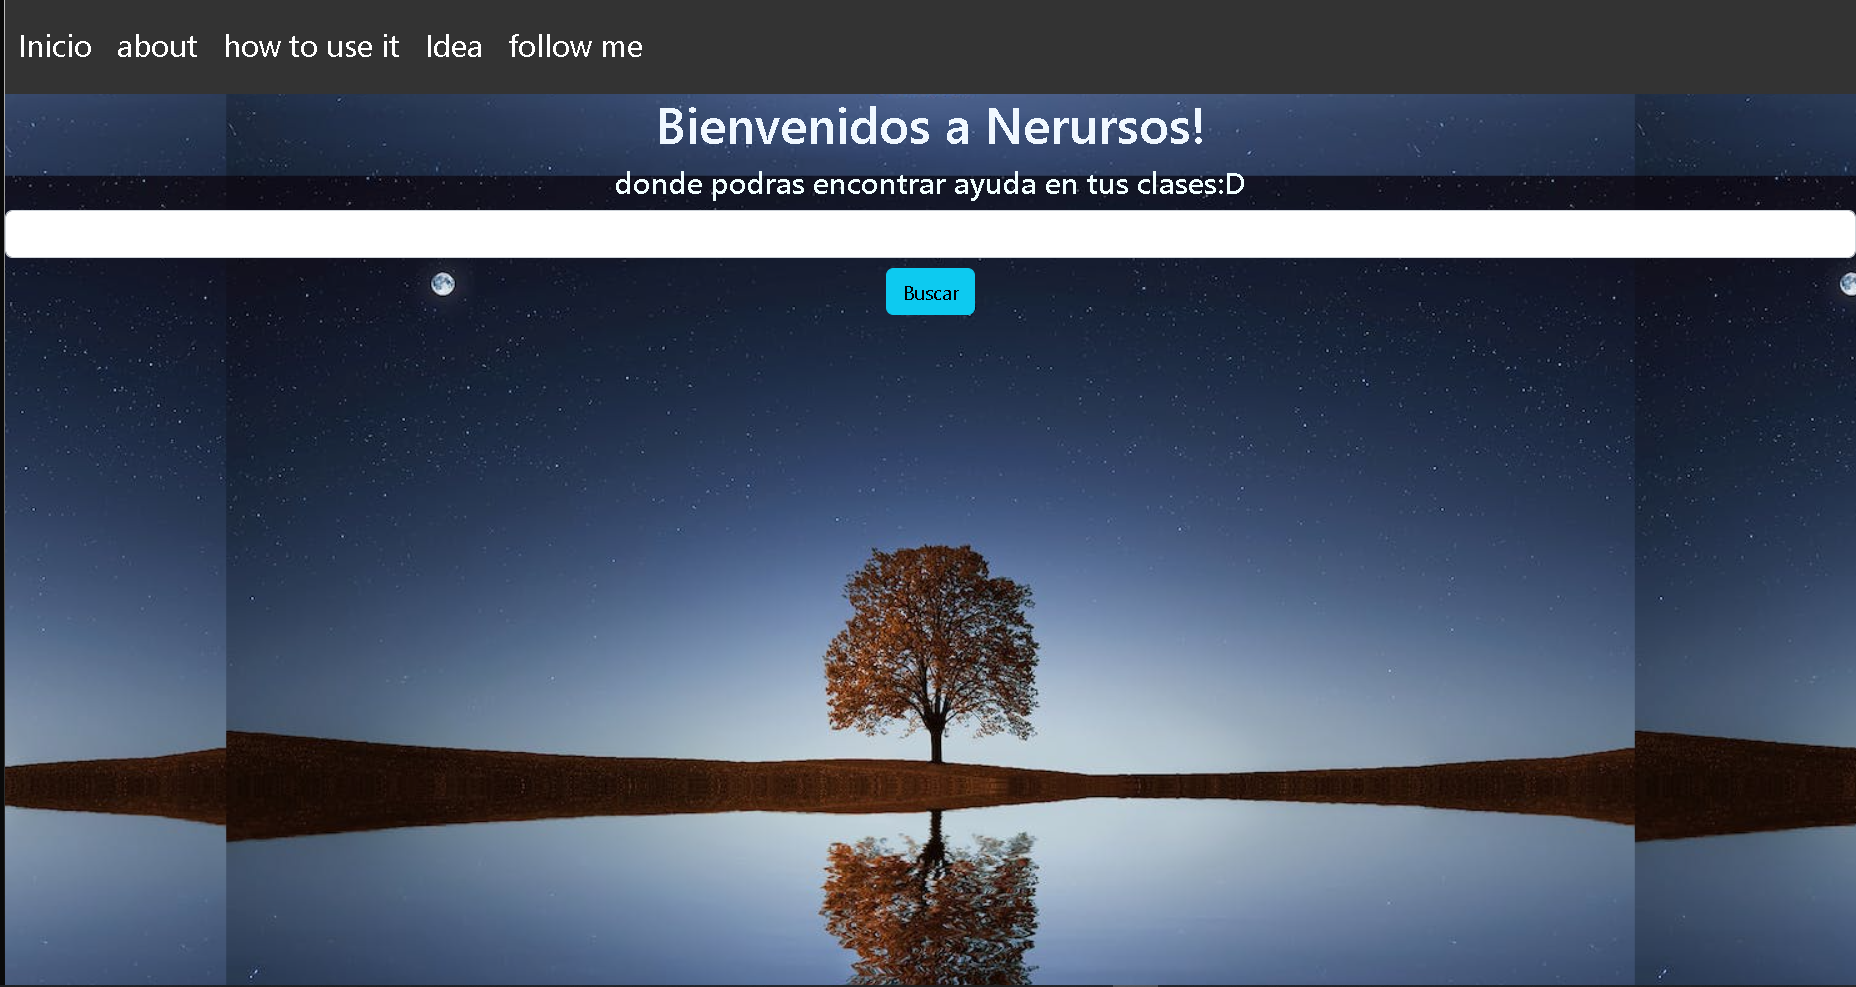 Inicio about how to use it Idea follow me
Bienvenidos a Nerursos!
donde podras encontrar ayuda en tus clases:D
Buscar